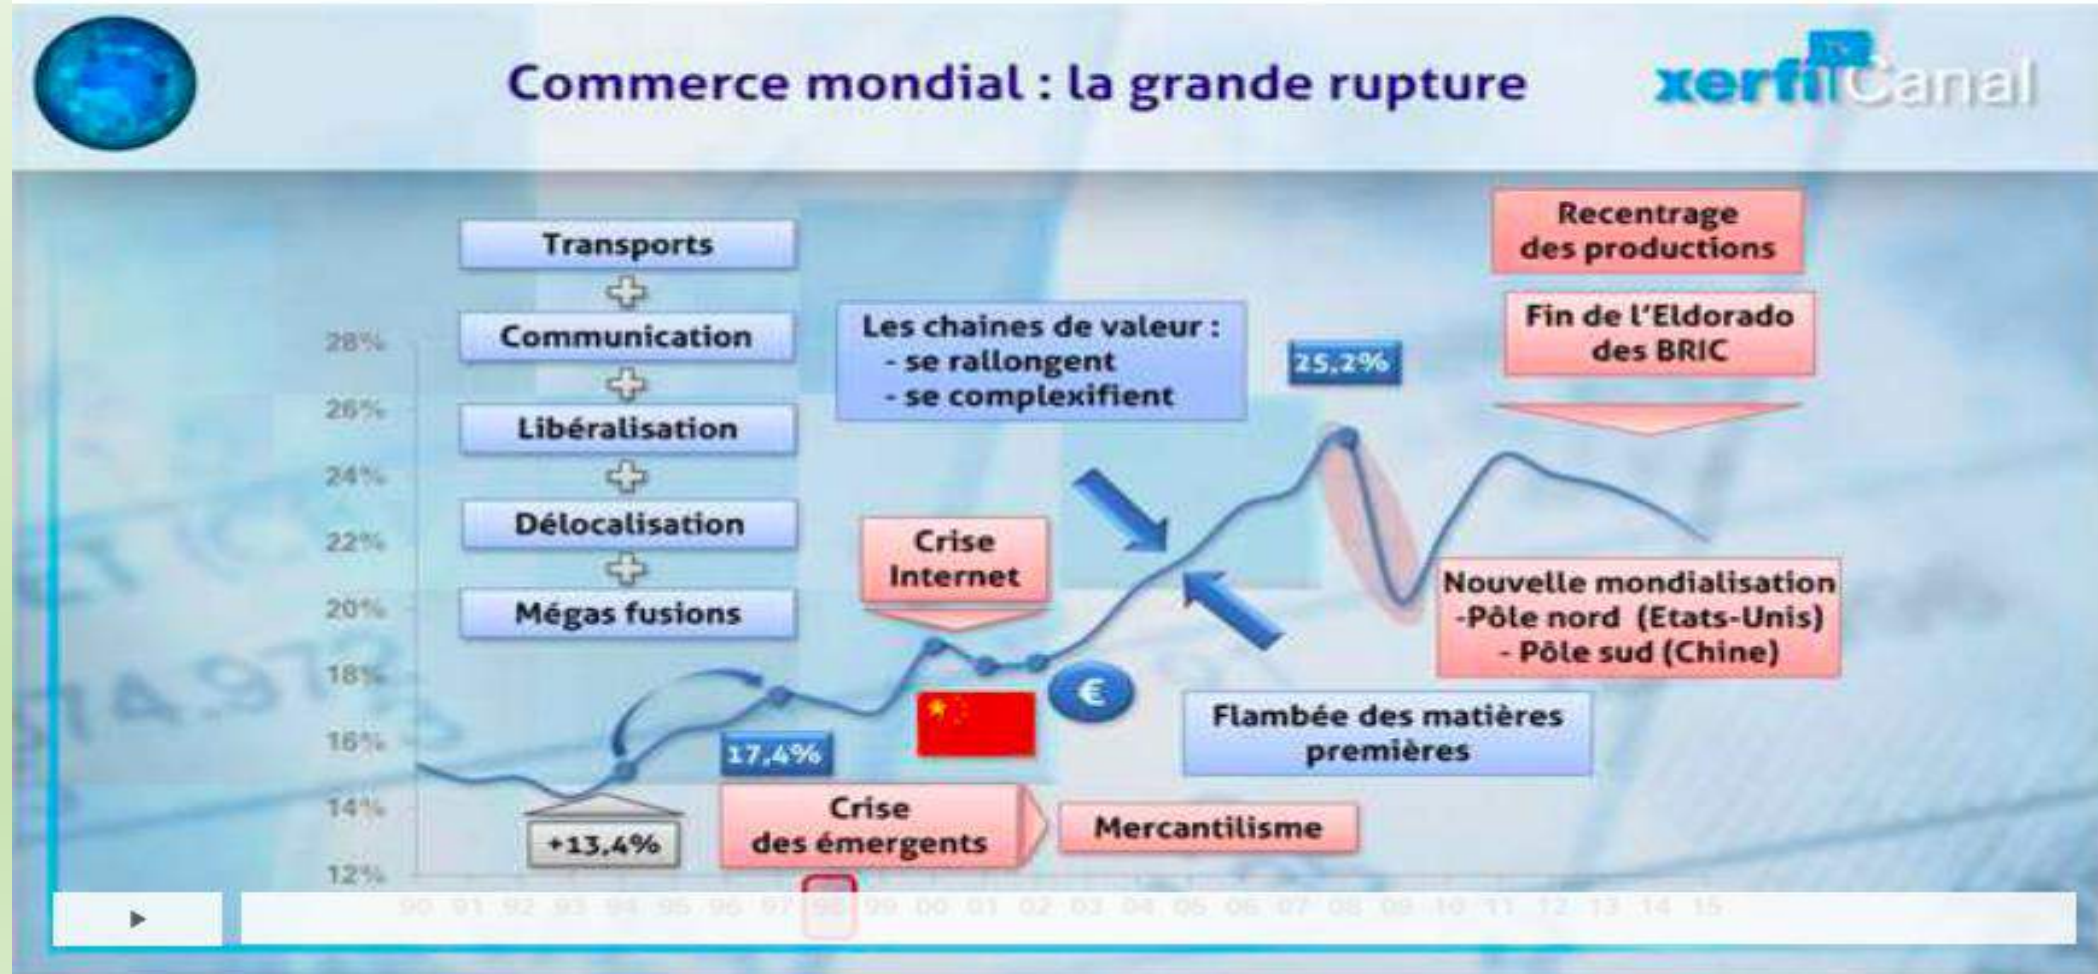 Commerce mondial : la grande rupture
TV
xerfi Canal
Transports
Communication
Libéralisation
Délocalisation
Mégas fusions
Les chaines de valeur :
- se rallongent
- se complexifient
25,2%
Recentrage
des productions
Fin de l'Eldorado
des BRIC
Crise
Internet
Nouvelle mondialisation
-Pôle nord (Etats-Unis)
- Pôle sud (Chine)
€
Flambée des matières
premières
17,4%
+13,4%
Crise
des émergents
Mercantilisme
28%
26%
24%
22%
20%
18%
16%
14%
12%
90 91 92 93 94 95 96 97 98 99 00 01 02 03 04 05 06 07 08 09 10 11 12 13 14 15